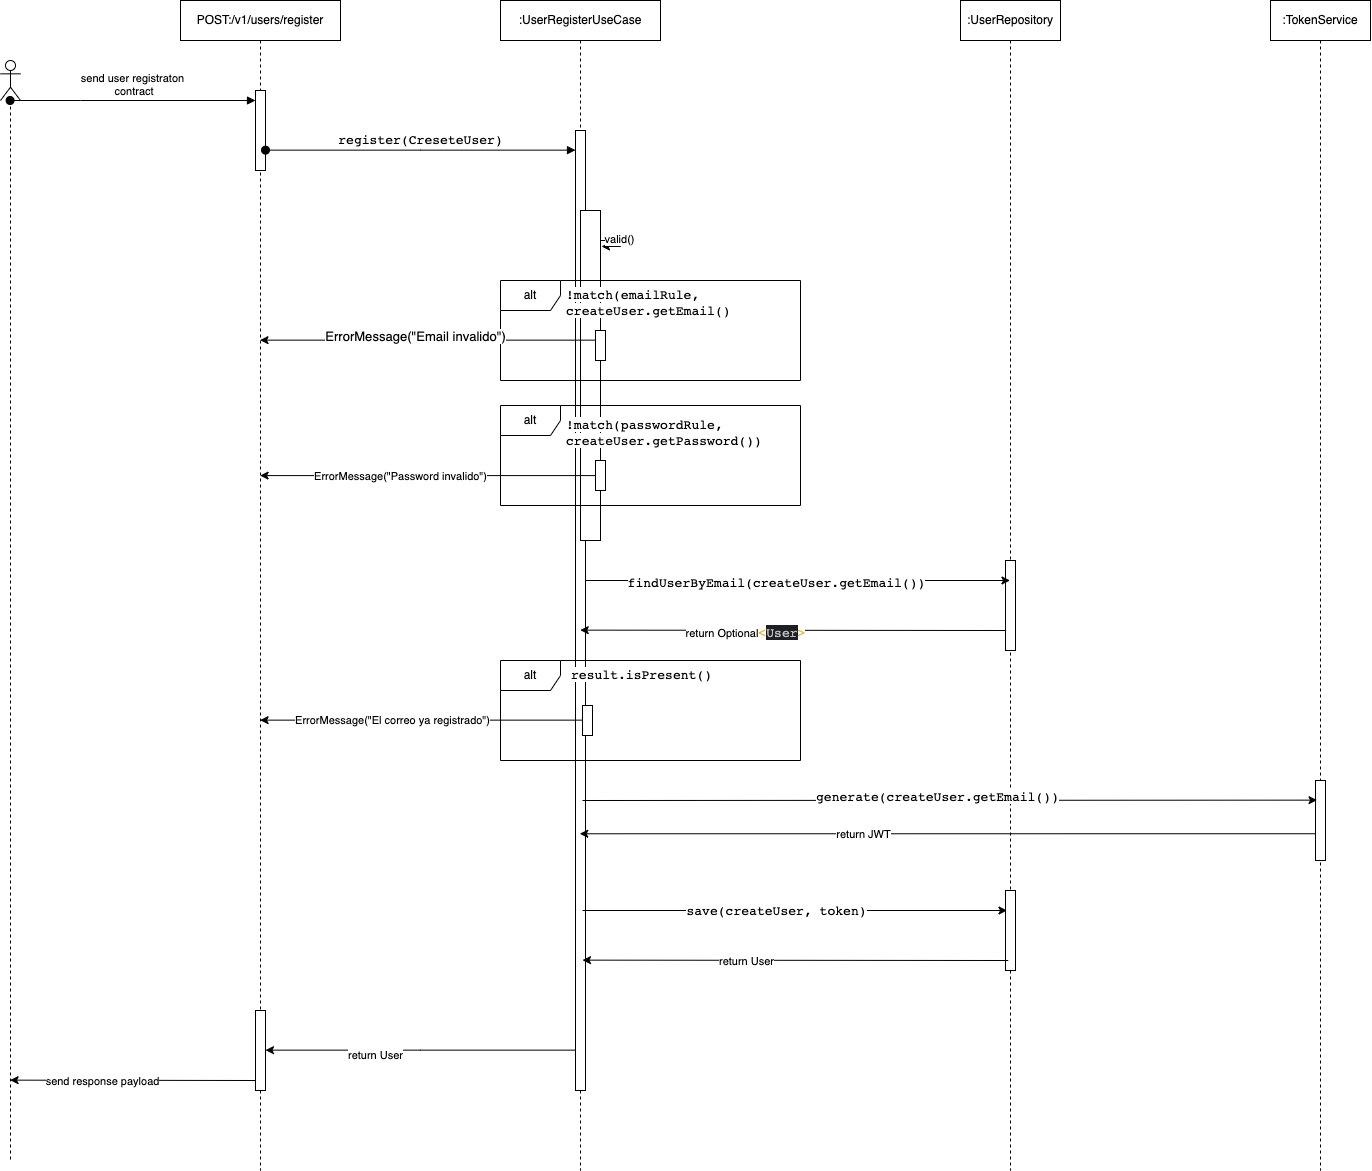 POST:/v1/users/register
:UserRegisterUseCase
:UserRepository
:TokenService
send user registraton
contract
register(CreseteUser)
valid()
alt
!match(emailRule,
createUser.getEmail()
ErrorMessage("Email invalido")
alt
!match(passwordRule,
createUser.getPassword())
ErrorMessage("Password invalido")
findUserByEmail(createUser.getEmail())
return Optional<User>
alt
result.isPresent()
ErrorMessage("El correo ya registrado")
generate(createUser.getEmail())
return JWT
save(createUser, token)
return User
return User
send response payload